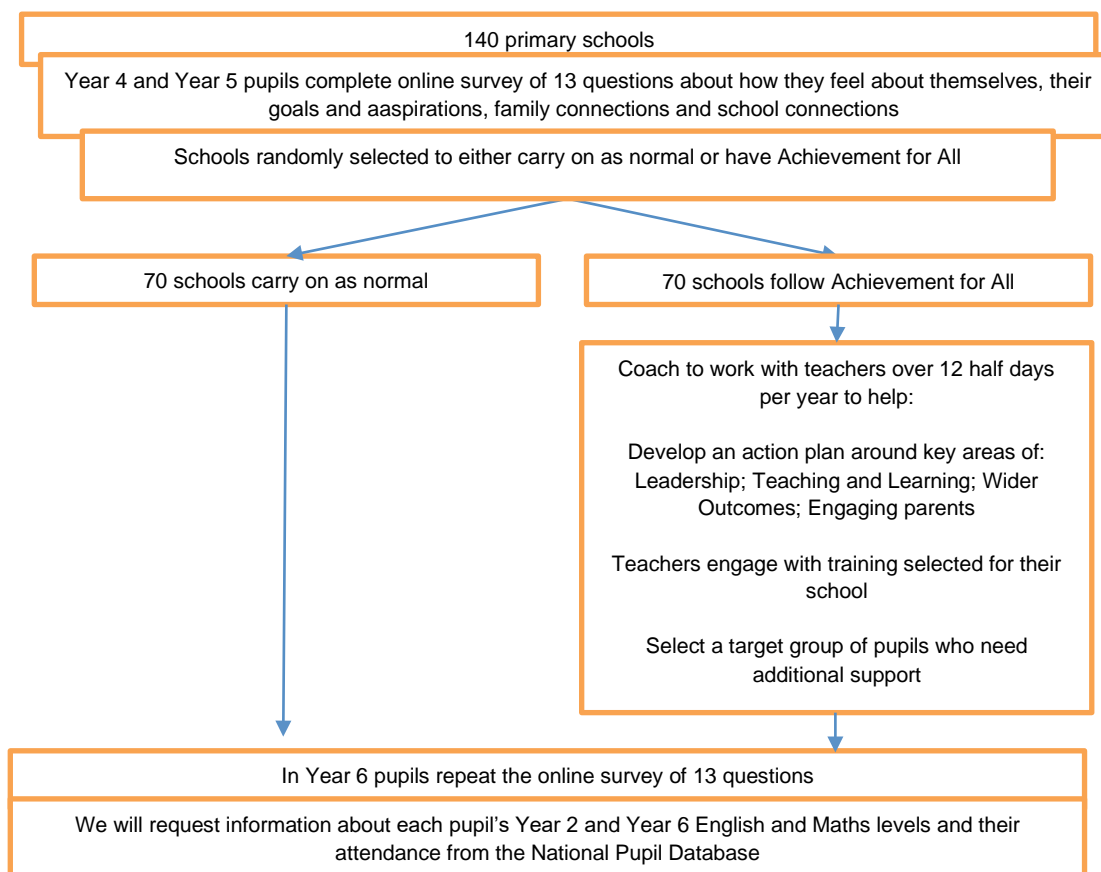 140 primary schools
Year 4 and Year 5 pupils complete online survey of 13 questions about how they feel about themselves, their
goals and aaspirations, family connections and school connections
Schools randomly selected to either carry on as normal or have Achievement for All
70 schools carry on as normal
70 schools follow Achievement for All
Coach to work with teachers over 12 half days
per year to help:
Develop an action plan around key areas of:
Leadership; Teaching and Learning; Wider
Outcomes; Engaging parents
Teachers engage with training selected for their
school
Select a target group of pupils who need
additional support
In Year 6 pupils repeat the online survey of 13 questions
We will request information about each pupil's Year 2 and Year 6 English and Maths levels and their
attendance from the National Pupil Database